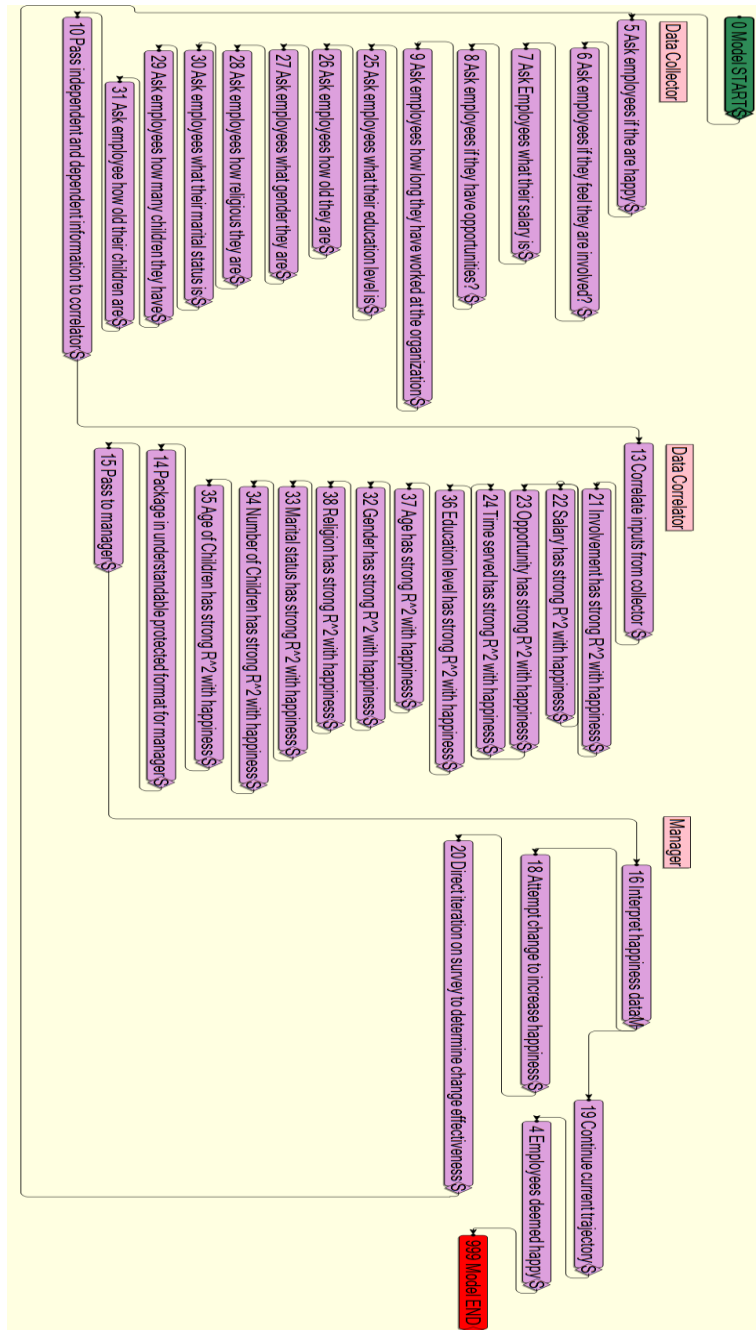 0 Model START S
Data Collector
5 Ask employees if the are happy S
6 Ask employees if they feel they are involved? S
7 Ask Employees what their salary is S
8 Ask employees if they have opportunities? S
9 Ask employees how long they have worked at the organization S
25 Ask employees what their education level is S
26 Ask employees how old they are S
27 Ask employees what gender they are S
28 Ask employees how religious they are S
30 Ask employees what their marital status is S
29 Ask employees how many children they have S
31 Ask employee how old their children are S
10 Pass independent and dependent information to correlator S
Data Correlator
13 Correlate inputs from collector S
21 Involvement has strong R^2 with happiness S
22 Salary has strong R^2 with happiness S
23 Opportunity has strong R^2 with happiness S
24 Time served has strong R^2 with happiness S
36 Education level has strong R^2 with happiness S
37 Age has strong R^2 with happiness S
32 Gender has strong R^2 with happiness S
38 Religion has strong R^2 with happiness S
33 Marital status has strong R^2 with happiness S
34 Number of Children has strong R^2 with happiness S
35 Age of Children has strong R^2 with happiness S
14 Package in understandable protected format for manager S
15 Pass to manager S
Manager
16 Interpret happiness data M
18 Attempt change to increase happiness S
20 Direct iteration on survey to determine change effectiveness S
19 Continue current trajectory S
4 Employees deemed happy S
999 Model END